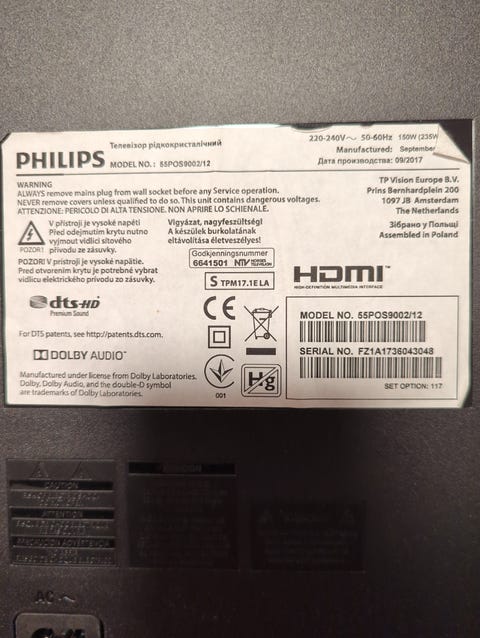 Телевізор рідкокристалічний
PHILIPS MODEL NO.: 55POS9002/12
220-240V~ 50-60Hz 150W (235W
Manufactured: September
Дата производства: 09/2017
WARNING
ALWAYS remove mains plug from wall socket before any Service operation.
NEVER remove covers unless qualified to do so. This unit contains dangerous voltages.
ATTENZIONE: PERICOLO DI ALTA TENSIONE. NON APRIRE LO SCHIENALE.
TP Vision Europe B.V.
Prins Bernhardplein 200
1097 JB Amsterdam
The Netherlands
Зібрано у Польщі
Assembled in Poland
V přístroji je vysoké napětí
Před odejmutím krytu nutno
vyjmout vidlici síťového
přívodu ze zásuvky.
POZOR!
Vigyázat, nagyfeszültség!
A készülék burkolatának
eltávolítása életveszélyes!
POZOR! V prístroji je vysoké napätie.
Pred otvorením krytu je potrebné vybrať
vidlicu elektrického prívodu zo zásuvky.
Godkjenningsnummer
6641501 NTV NORGES TELEVISJON
S TPM17.1E LA
HDMI™
HIGH-DEFINITION MULTIMEDIA INTERFACE
dts-HD
Premium Sound
For DTS patents, see http://patents.dts.com.
DOLBY AUDIO™
CE
Manufactured under license from Dolby Laboratories.
Dolby, Dolby Audio, and the double-D symbol
are trademarks of Dolby Laboratories.
001
Hg
MODEL NO. : 55POS9002/12
SERIAL NO. : FZ1A1736043048
SET OPTION: 117
CAUTION
ATTENTION
AC ~